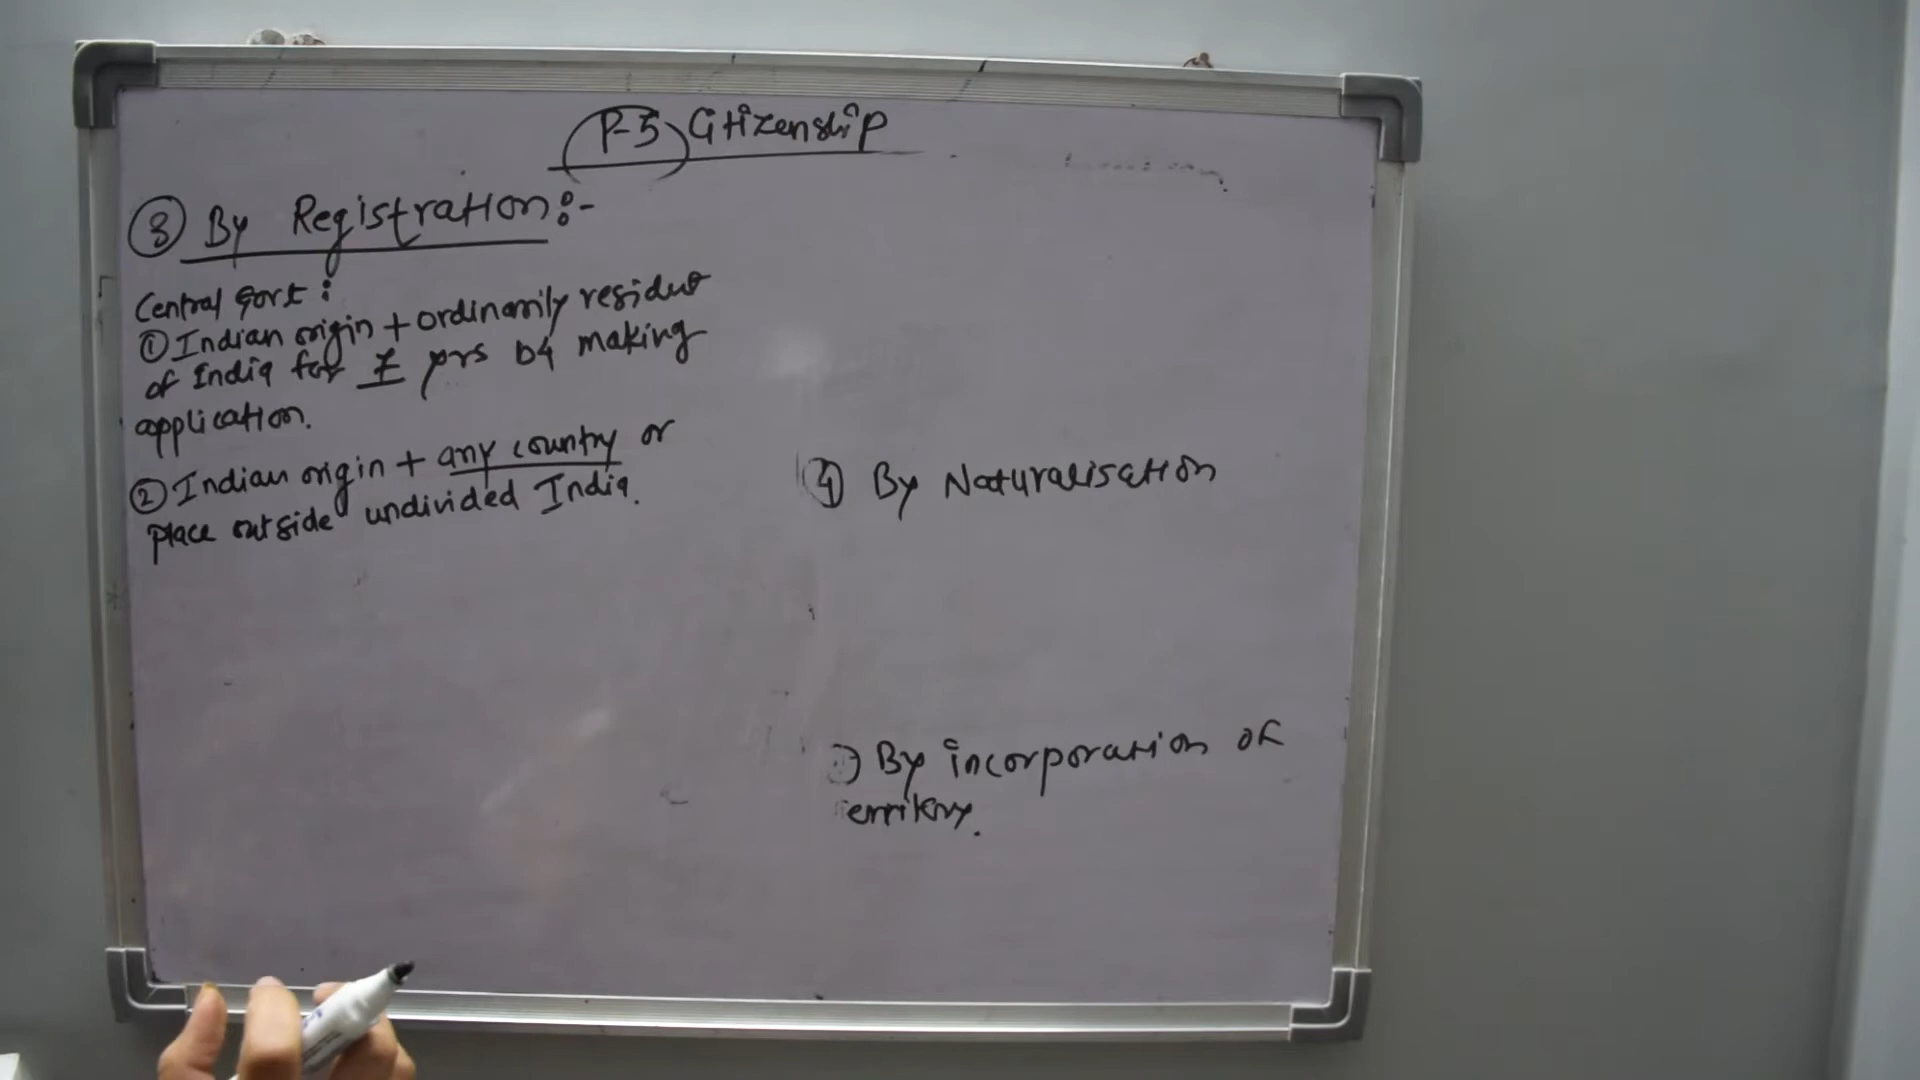 P-5 Citizenship
③ By Registration:-
Central Govt:
① Indian origin + ordinarily resident
of India for 7 yrs b4 making
application.
② Indian origin + any country or
place outside undivided India.
④ By Naturalisation
) By incorporation of
erritory.